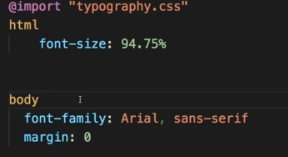 @import "typography.css"
html
font-size: 94.75%
body
font-family: Arial, sans-serif
margin: 0